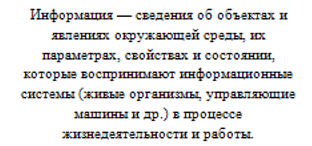 Информация — сведения об объектах и
явлениях окружающей среды, их
параметрах, свойствах и состоянии,
которые воспринимают информационные
системы (живые организмы, управляющие
машины и др.) в процессе
жизнедеятельности и работы.